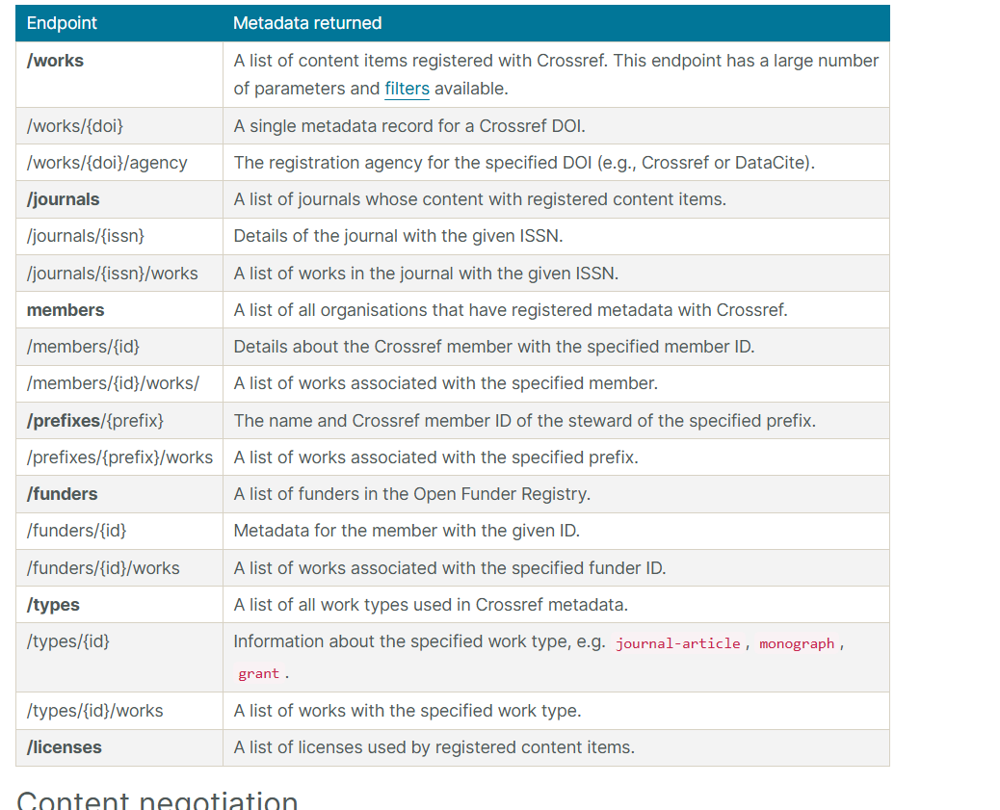 Endpoint Metadata returned
/works A list of content items registered with Crossref. This endpoint has a large number
of parameters and filters available.
/works/{doi} A single metadata record for a Crossref DOI.
/works/{doi}/agency The registration agency for the specified DOI (e.g., Crossref or DataCite).
/journals A list of journals whose content with registered content items.
/journals/{issn} Details of the journal with the given ISSN.
/journals/{issn}/works A list of works in the journal with the given ISSN.
members A list of all organisations that have registered metadata with Crossref.
/members/{id} Details about the Crossref member with the specified member ID.
/members/{id}/works/ A list of works associated with the specified member.
/prefixes/{prefix} The name and Crossref member ID of the steward of the specified prefix.
/prefixes/{prefix}/works A list of works associated with the specified prefix.
/funders A list of funders in the Open Funder Registry.
/funders/{id} Metadata for the member with the given ID.
/funders/{id}/works A list of works associated with the specified funder ID.
/types A list of all work types used in Crossref metadata.
/types/{id} Information about the specified work type, e.g. journal-article, monograph,
grant.
/types/{id}/works A list of works with the specified work type.
/licenses A list of licenses used by registered content items.
Content negotiation